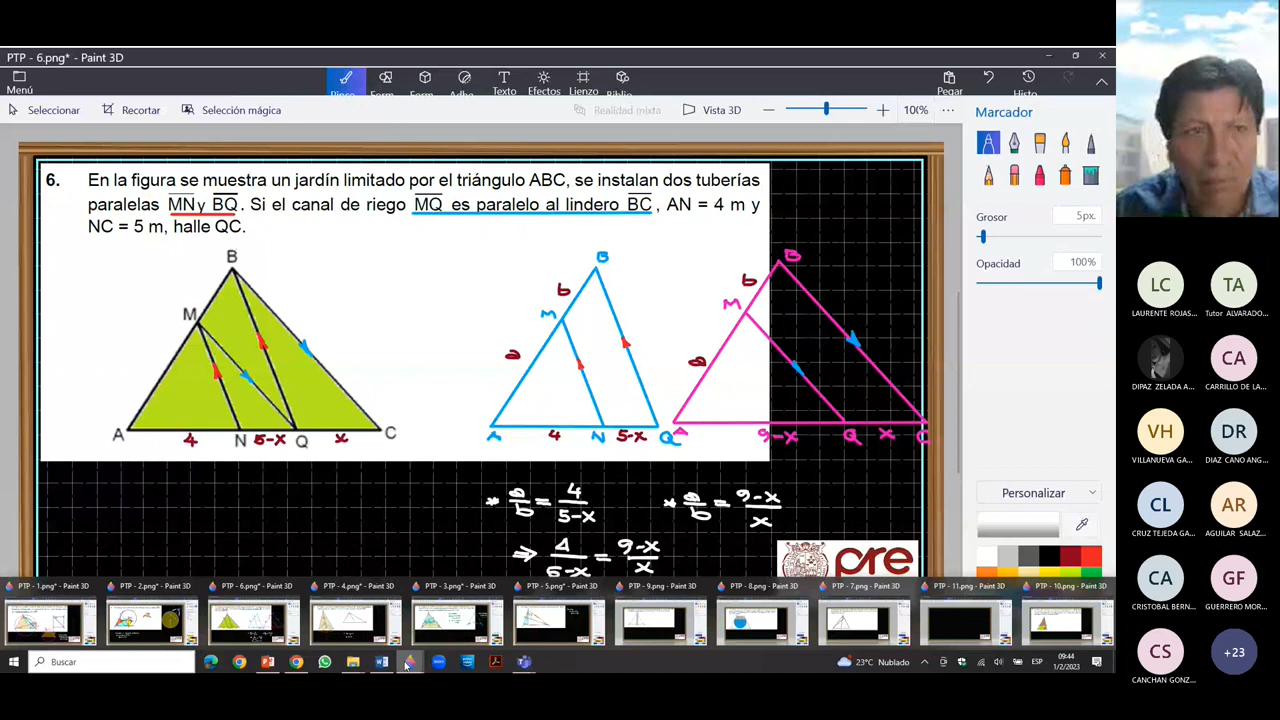 PTP - 6.png* - Paint 3D
Menú
Texto
Efectos
Lienzo
Pegar
Seleccionar
Recortar
Selección mágica
Realidad mixta
Vista 3D
100%
Marcador
Grosor
5px.
Opacidad
100%
Personalizar
6. En la figura se muestra un jardín limitado por el triángulo ABC, se instalan dos tuberías
paralelas MN y BQ. Si el canal de riego MQ es paralelo al lindero BC, AN = 4 m y
NC = 5 m, halle QC.
B
M
A
N
Q
C
4
5-x
x
B
b
M
a
A
4
N
5-x
Q
B
b
M
a
A
9-x
Q
x
C
* a/b = 4/5-x
* a/b = 9-x/x
⇒ 4/5-x = 9-x/x
pre
PTP - 1.png* - Paint 3D
PTP - 2.png* - Paint 3D
PTP - 6.png* - Paint 3D
PTP - 4.png* - Paint 3D
PTP - 3.png* - Paint 3D
PTP - 5.png* - Paint 3D
PTP - 9.png - Paint 3D
PTP - 8.png - Paint 3D
PTP - 7.png - Paint 3D
PTP - 11.png - Paint 3D
PTP - 10.png - Paint 3D
Buscar
23°C Nublado
ESP
09:44
1/2/2023
LC
LAURENTE ROJAS...
TA
Tutor ALVARADO...
DIPAZ ZELADA A...
CA
CARRILLO DE LA...
VH
VILLANUEVA GA...
DR
DIAZ CANO ANG...
CL
CRUZ TEJEDA G...
AR
AGUILAR SALAZ...
CA
CRISTOBAL BERN...
GF
GUERRERO MOR...
CS
CANCHAN GONZ...
+23